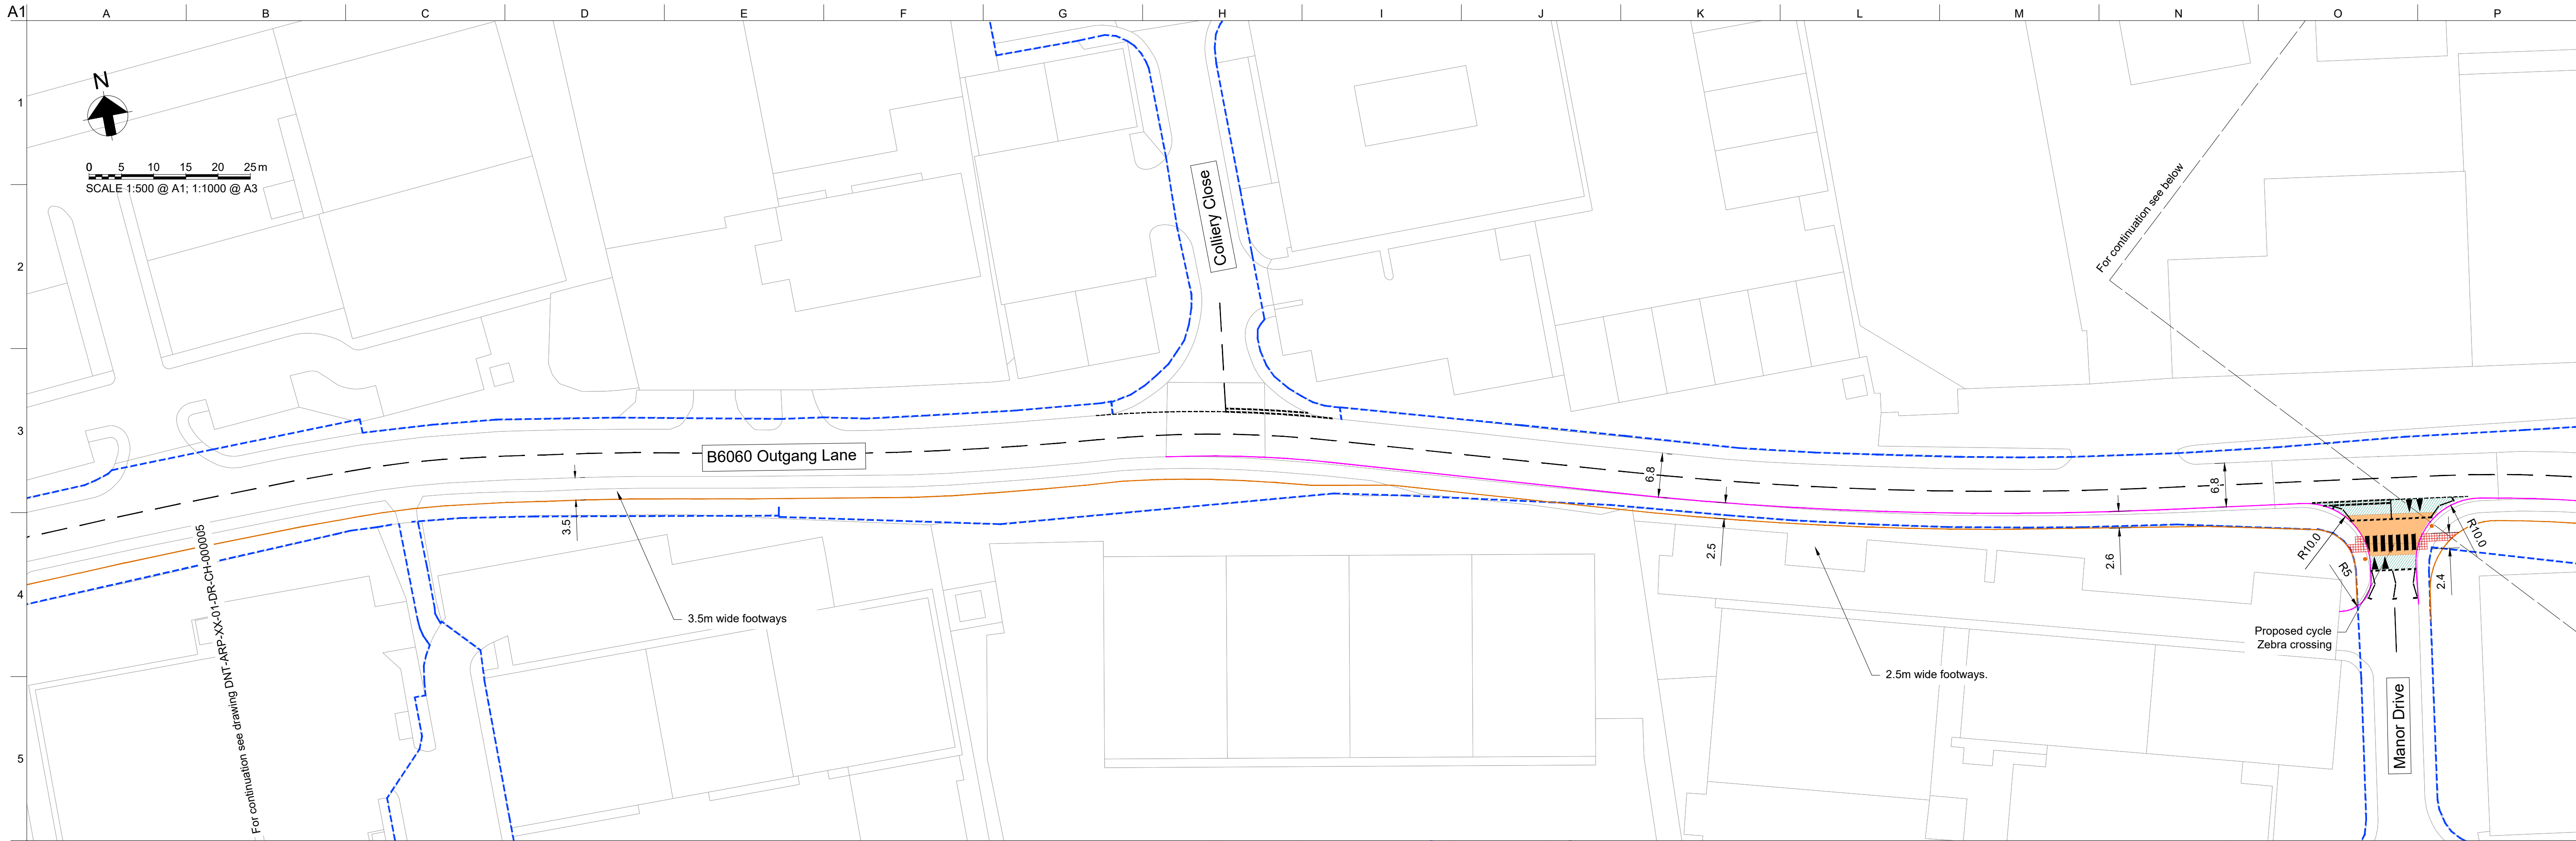 A1 A B C D E F G H I J K L M N O P
1
2
3
4
5
N
0 5 10 15 20 25 m
SCALE 1:500 @ A1; 1:1000 @ A3
Colliery Close
For continuation see below
B6060 Outgang Lane
6.8
6.8
3.5
2.5
2.6
R10.0
R5
R10.0
2.4
3.5m wide footways
2.5m wide footways.
Proposed cycle
Zebra crossing
Manor Drive
For continuation see drawing DNT-ARP-XX-01-DR-CH-000005